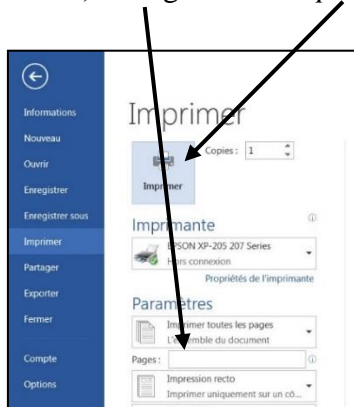 Informations
Nouveau
Ouvrir
Enregistrer
Enregistrer sous
Imprimer
Partager
Exporter
Fermer
Compte
Options
Imprimer
Copies : 1
Imprimer
Imprimante
EPSON XP-205 207 Series
Hors connexion
Propriétés de l'imprimante
Paramètres
Imprimer toutes les pages
L'ensemble du document
Pages :
Impression recto
Imprimer uniquement sur un cô...